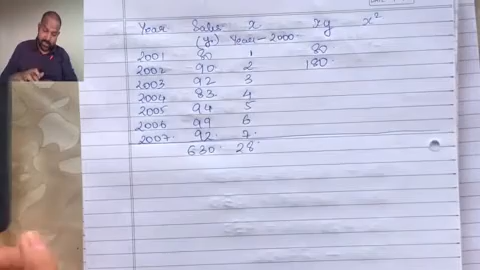 Year Sales x xy x²
(y) Year - 2000
2001 80 1 80
2002 90 2 180
2003 92 3
2004 83 4
2005 94 5
2006 99 6
2007 92 7
630 28